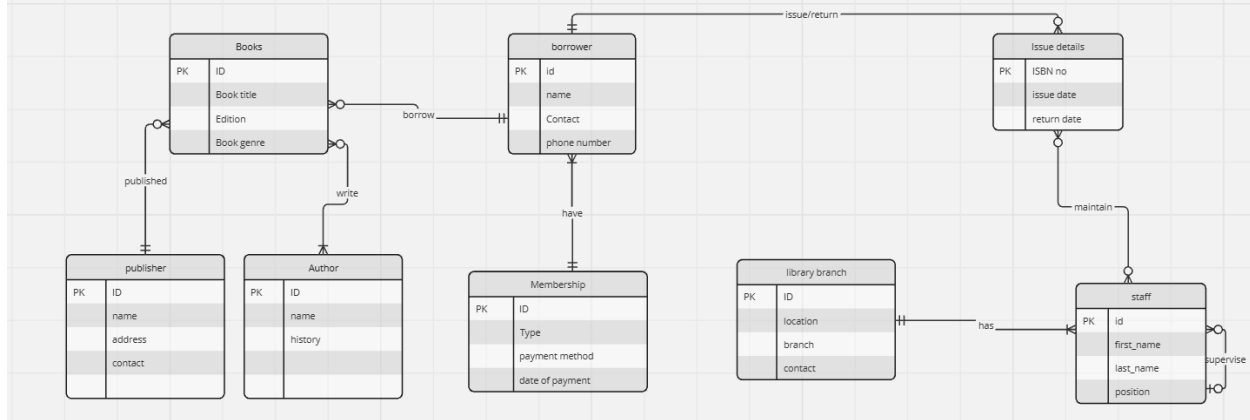 issue/return
Books
PK ID
Book title
Edition
Book genre
borrower
PK id
name
Contact
phone number
Issue details
PK ISBN no
issue date
return date
borrow
published
write
have
maintain
publisher
PK ID
name
address
contact
Author
PK ID
name
history
Membership
PK ID
Type
payment method
date of payment
library branch
PK ID
location
branch
contact
has
staff
PK id
first_name
last_name
position
supervise